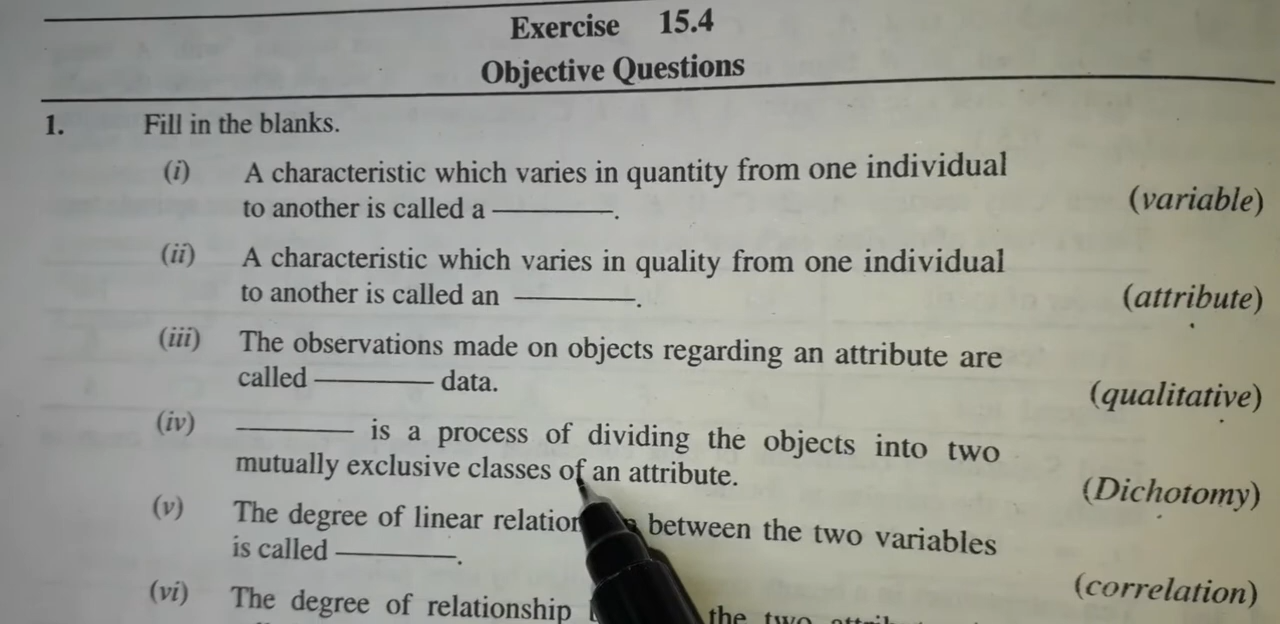 Exercise 15.4
Objective Questions
1. Fill in the blanks.
(i) A characteristic which varies in quantity from one individual
to another is called a ————.
(variable)
(ii) A characteristic which varies in quality from one individual
to another is called an ————.
(attribute)
(iii) The observations made on objects regarding an attribute are
called ———— data.
(qualitative)
(iv) ———— is a process of dividing the objects into two
mutually exclusive classes of an attribute.
(Dichotomy)
(v) The degree of linear between the two variables
is called ————.
(correlation)
(vi) The degree of relationship the two